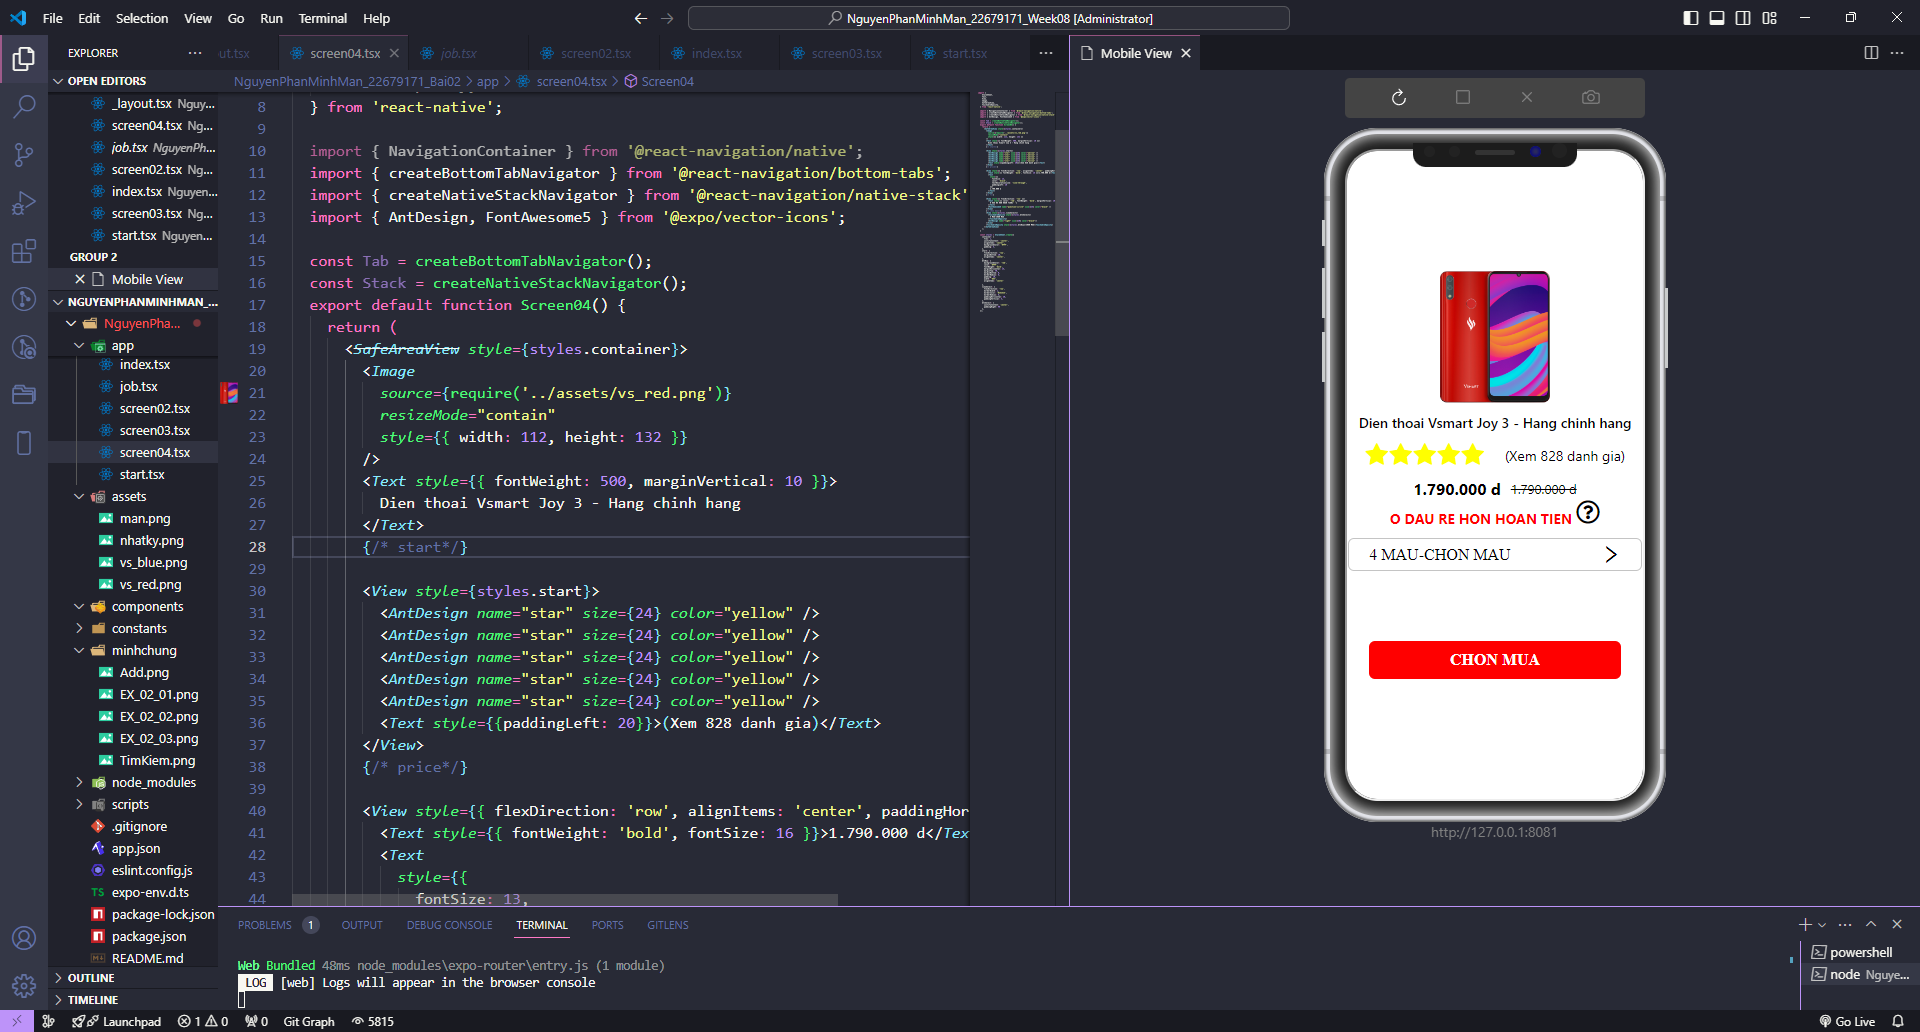 File Edit Selection View Go Run Terminal Help
NguyenPhanMinhMan_22679171_Week08 [Administrator]
EXPLORER
OPEN EDITORS
_layout.tsx Nguy...
screen04.tsx Ng...
job.tsx NguyenPh...
screen02.tsx Ng...
index.tsx Nguyen...
screen03.tsx Ng...
start.tsx Nguyen...
GROUP 2
Mobile View
NGUYENPHANMINHMAN_...
NguyenPha...
app
index.tsx
job.tsx
screen02.tsx
screen03.tsx
screen04.tsx
start.tsx
assets
man.png
nhatky.png
vs_blue.png
vs_red.png
components
constants
minhchung
Add.png
EX_02_01.png
EX_02_02.png
EX_02_03.png
TimKiem.png
node_modules
scripts
.gitignore
app.json
eslint.config.js
expo-env.d.ts
package-lock.json
package.json
README.md
OUTLINE
TIMELINE
out.tsx screen04.tsx job.tsx screen02.tsx index.tsx screen03.tsx start.tsx
NguyenPhanMinhMan_22679171_Bai02 > app > screen04.tsx > Screen04
8 } from 'react-native';
9
10 import { NavigationContainer } from '@react-navigation/native';
11 import { createBottomTabNavigator } from '@react-navigation/bottom-tabs';
12 import { createNativeStackNavigator } from '@react-navigation/native-stack'
13 import { AntDesign, FontAwesome5 } from '@expo/vector-icons';
14
15 const Tab = createBottomTabNavigator();
16 const Stack = createNativeStackNavigator();
17 export default function Screen04() {
18 return (
19 <SafeAreaView style={styles.container}>
20 <Image
21 source={require('../assets/vs_red.png')}
22 resizeMode="contain"
23 style={{ width: 112, height: 132 }}
24 />
25 <Text style={{ fontWeight: 500, marginVertical: 10 }}>
26 Dien thoai Vsmart Joy 3 - Hang chinh hang
27 </Text>
28 {/* start*/}
29
30 <View style={styles.start}>
31 <AntDesign name="star" size={24} color="yellow" />
32 <AntDesign name="star" size={24} color="yellow" />
33 <AntDesign name="star" size={24} color="yellow" />
34 <AntDesign name="star" size={24} color="yellow" />
35 <AntDesign name="star" size={24} color="yellow" />
36 <Text style={{paddingLeft: 20}}>(Xem 828 danh gia)</Text>
37 </View>
38 {/* price*/}
39
40 <View style={{ flexDirection: 'row', alignItems: 'center', paddingHor
41 <Text style={{ fontWeight: 'bold', fontSize: 16 }}>1.790.000 d</Tex
42 <Text
43 style={{
44 fontSize: 13,
Mobile View
Dien thoai Vsmart Joy 3 - Hang chinh hang
(Xem 828 danh gia)
1.790.000 d 1.790.000 d
O DAU RE HON HOAN TIEN
4 MAU-CHON MAU
CHON MUA
http://127.0.0.1:8081
PROBLEMS 1 OUTPUT DEBUG CONSOLE TERMINAL PORTS GITLENS
Web Bundled 48ms node_modules\expo-router\entry.js (1 module)
LOG [web] Logs will appear in the browser console
powershell
node Nguye...
Launchpad 1 0 0 Git Graph 5815 Go Live